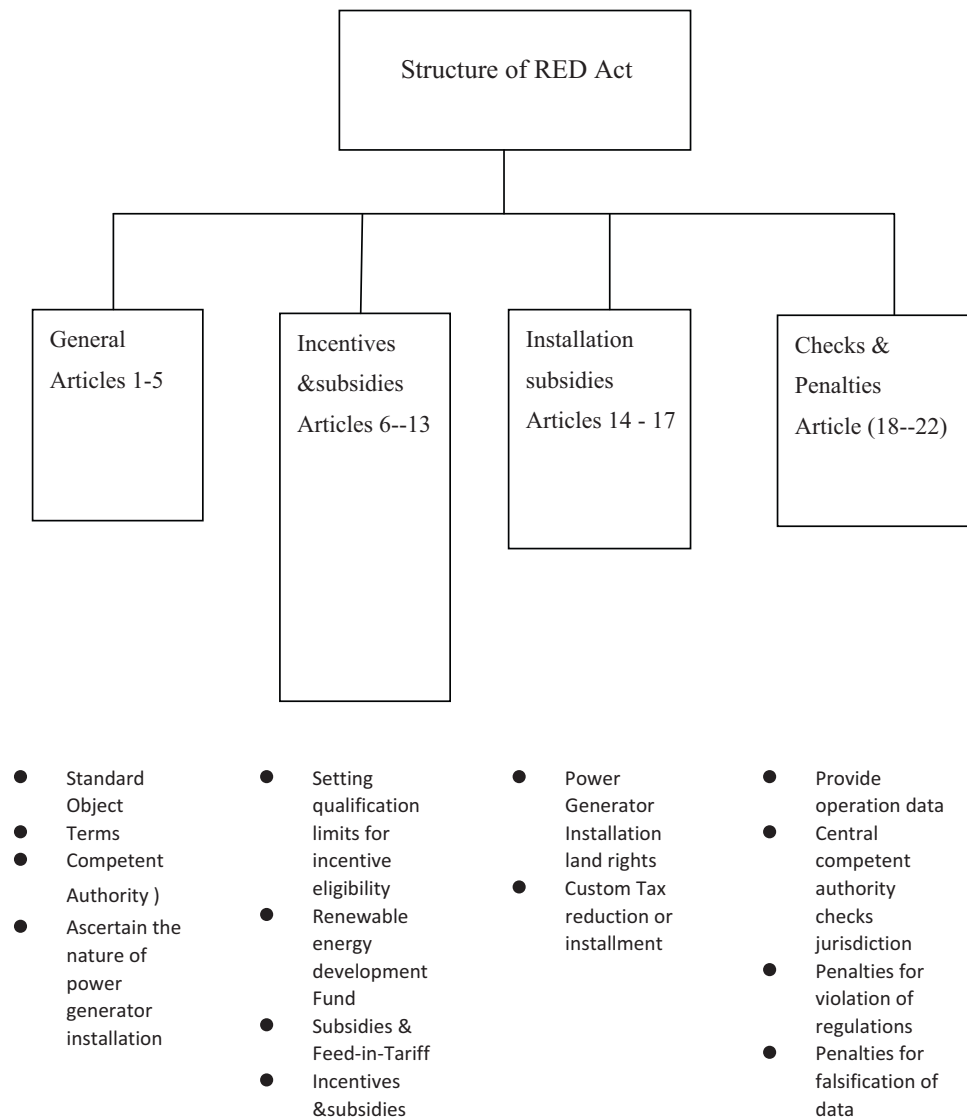 Structure of RED Act
General
Articles 1-5
Incentives
&subsidies
Articles 6--13
Installation
subsidies
Articles 14 - 17
Checks &
Penalties
Article (18--22)
● Standard
Object
● Terms
● Competent
Authority )
● Ascertain the
nature of
power
generator
installation
● Setting
qualification
limits for
incentive
eligibility
● Renewable
energy
development
Fund
● Subsidies &
Feed-in-Tariff
● Incentives
&subsidies
● Power
Generator
Installation
land rights
● Custom Tax
reduction or
installment
● Provide
operation data
● Central
competent
authority
checks
jurisdiction
● Penalties for
violation of
regulations
● Penalties for
falsification of
data